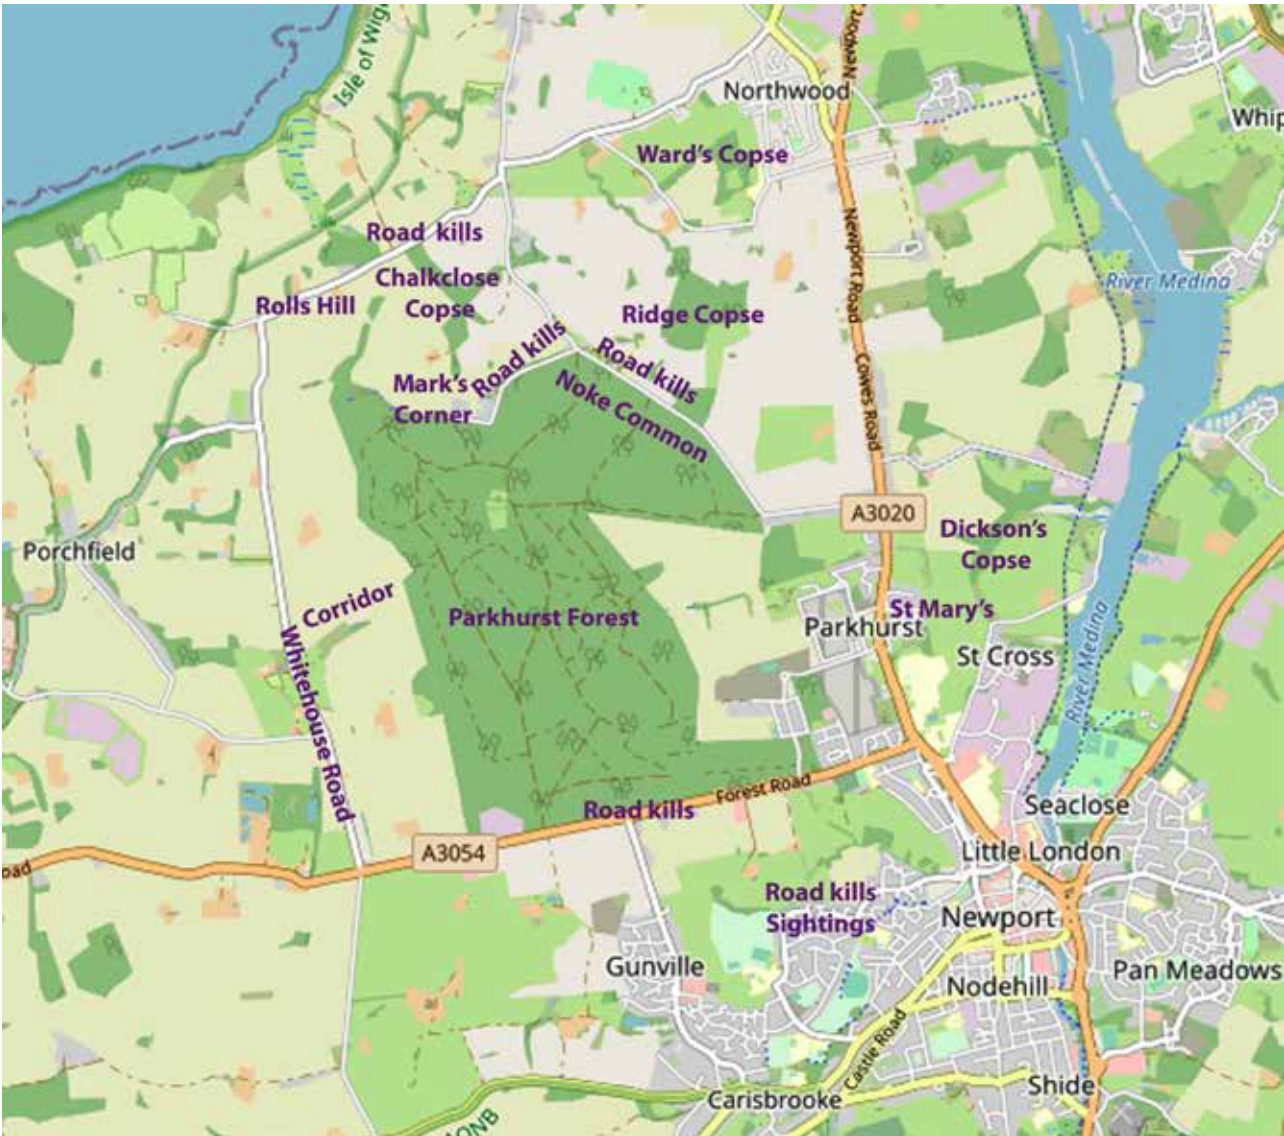 Isle of Wig
Newport
Northwood
Whip
Ward's Copse
Road kills
Newport Road
River Medina
Chalkclose
Copse
Rolls Hill
Ridge Copse
Road kills
Road kills
Mark's
Corner
Noke Common
Cowes Road
A3020
Dickson's
Copse
Porchfield
Corridor
Parkhurst Forest
St Mary's
Parkhurst
St Cross
Whitehouse Road
River Medina
Forest Road
Road kills
Seaclose
A3054
Little London
oad
Road kills
Sightings
Newport
Gunville
Pan Meadows
Nodehill
Castle Road
Shide
Carisbrooke
ONB